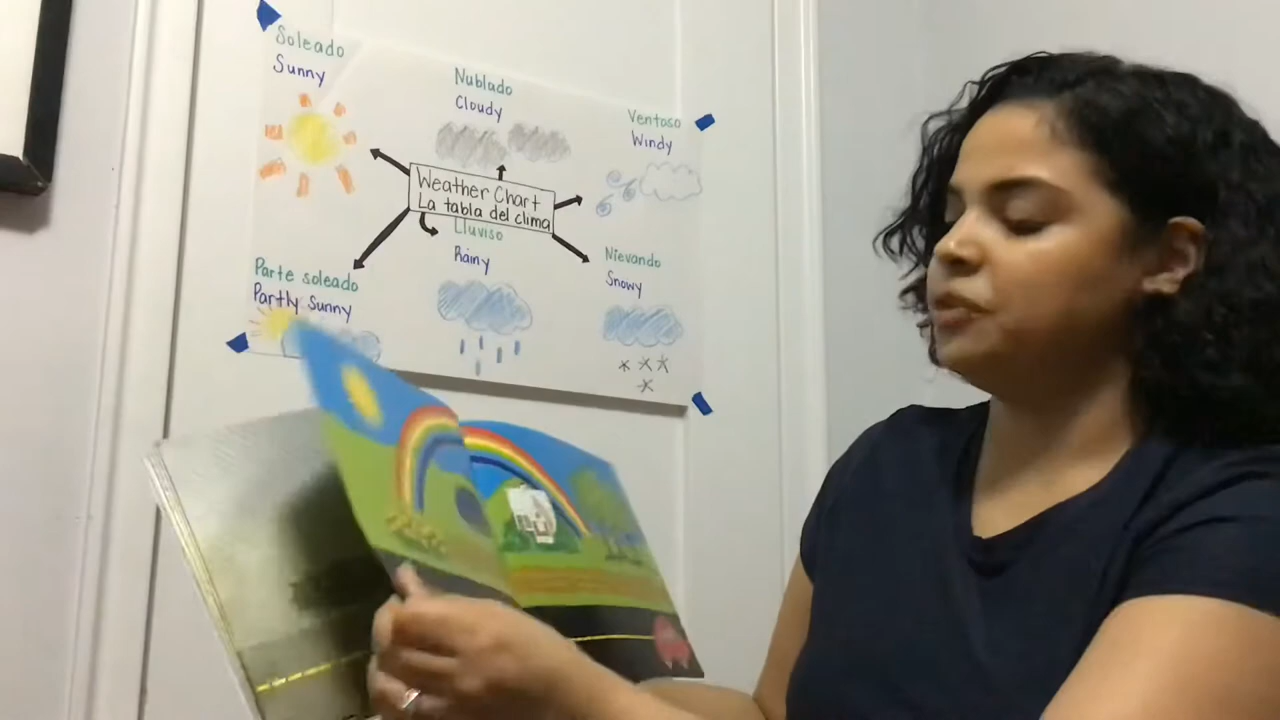 Soleado
Sunny
Nublado
Cloudy
Ventoso
Windy
Weather Chart
La tabla del clima
Parte soleado
Partly Sunny
Lluviso
Rainy
Nievando
Snowy